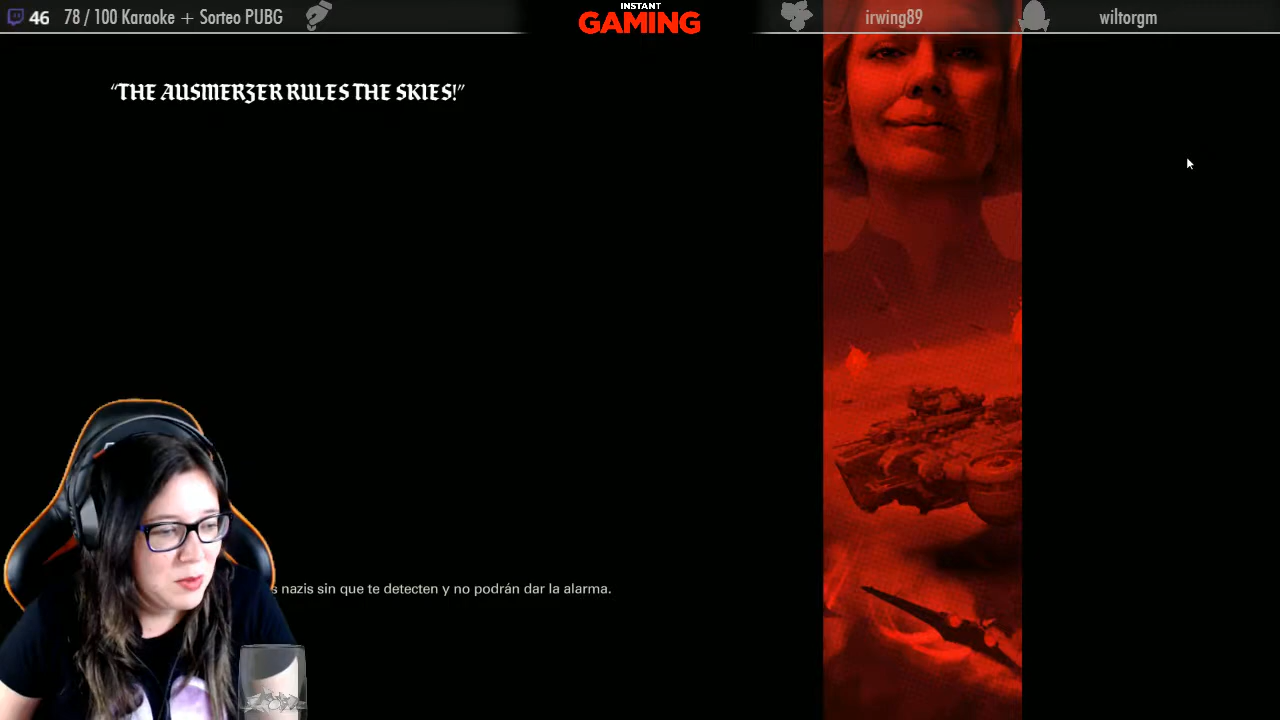 46 78 / 100 Karaoke + Sorteo PUBG
INSTANT
GAMING
irwing89
wiltorgm
“THE AUSMERZER RULES THE SKIES!”
nazis sin que te detecten y no podrán dar la alarma.